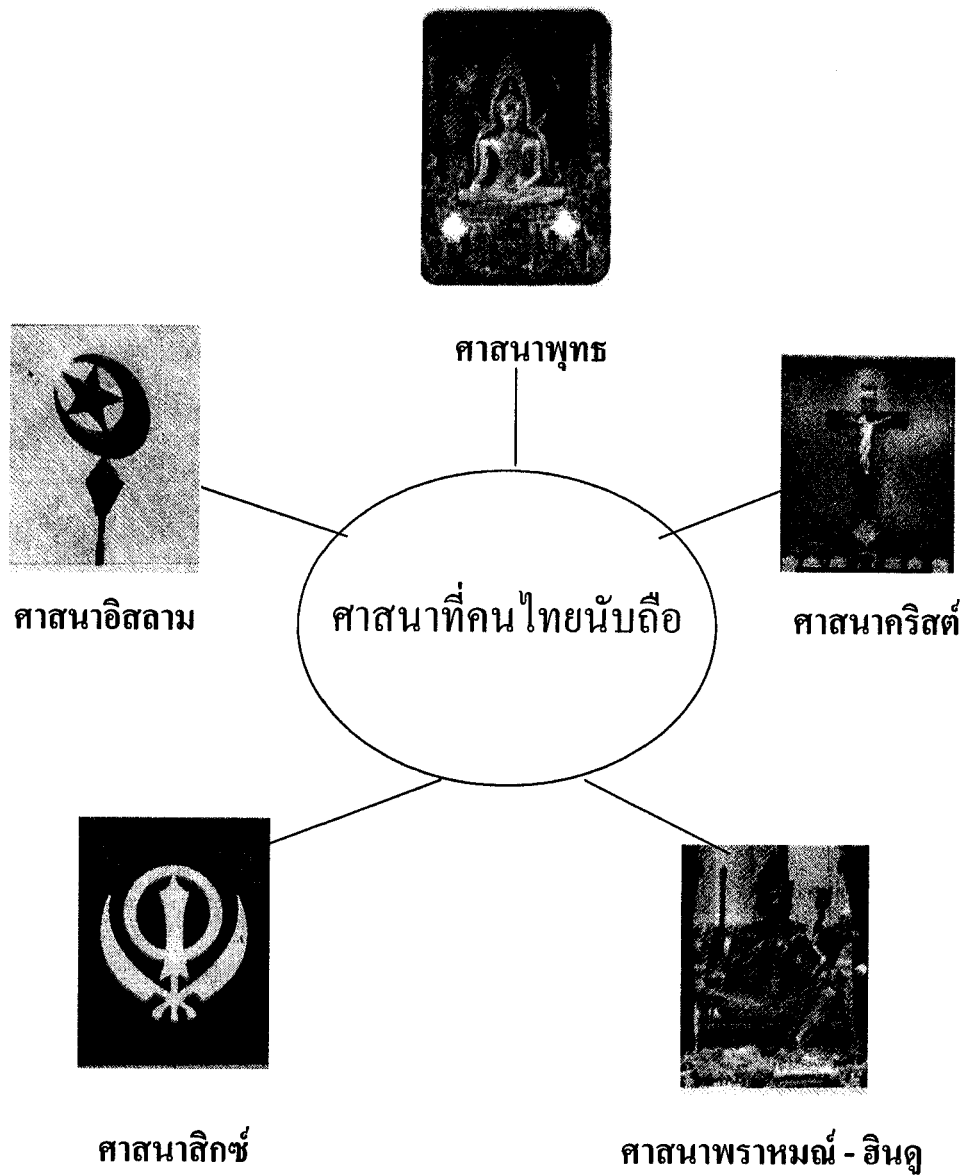 ศาสนาพุทธ
ศาสนาอิสลาม
ศาสนาที่คนไทยนับถือ
ศาสนาคริสต์
ศาสนาสิกซ์
ศาสนาพราหมณ์ - ฮินดู